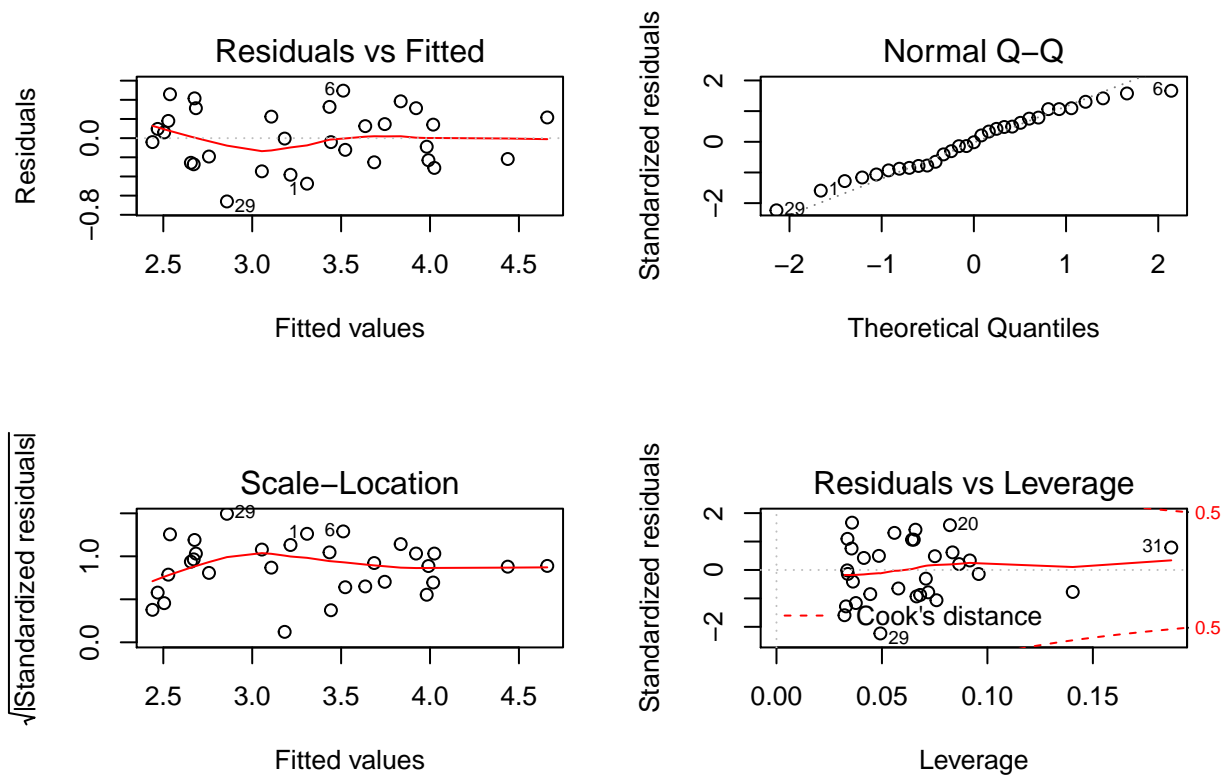 Residuals vs Fitted
Residuals
0.0
−0.8
6
1
29
2.5 3.0 3.5 4.0 4.5
Fitted values
Normal Q−Q
Standardized residuals
2
0
−2
6
1
29
−2 −1 0 1 2
Theoretical Quantiles
Scale−Location
√|Standardized residuals|
1.0
0.0
29
1
6
2.5 3.0 3.5 4.0 4.5
Fitted values
Residuals vs Leverage
Standardized residuals
2
0
−2
20
31
29
0.5
0.5
Cook's distance
0.00 0.05 0.10 0.15
Leverage